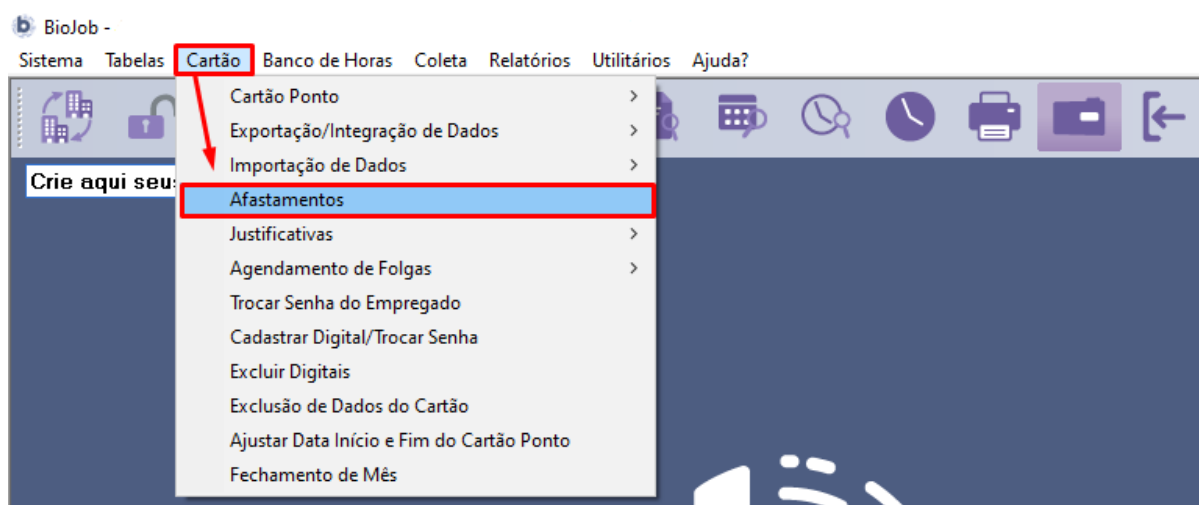 BioJob -
Sistema Tabelas Cartão Banco de Horas Coleta Relatórios Utilitários Ajuda?
Cartão Ponto
Exportação/Integração de Dados
Importação de Dados
Crie aqui seu
Afastamentos
Justificativas
Agendamento de Folgas
Trocar Senha do Empregado
Cadastrar Digital/Trocar Senha
Excluir Digitais
Exclusão de Dados do Cartão
Ajustar Data Início e Fim do Cartão Ponto
Fechamento de Mês